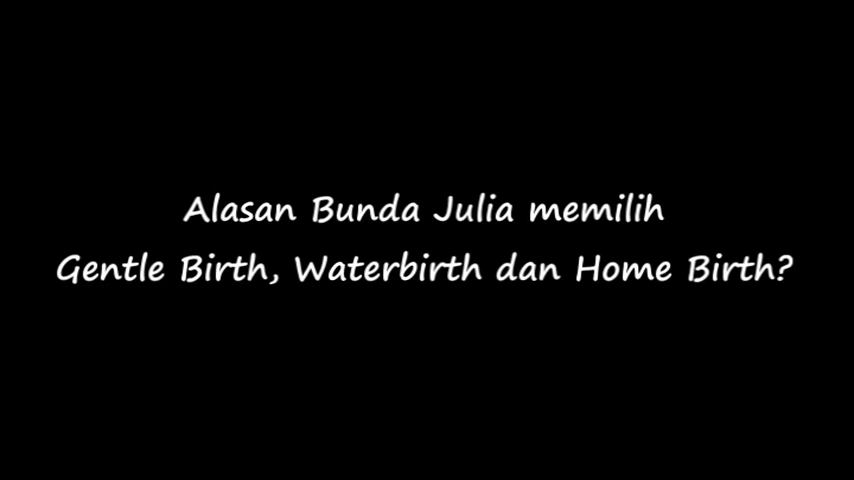 Alasan Bunda Julia memilih
Gentle Birth, Waterbirth dan Home Birth?